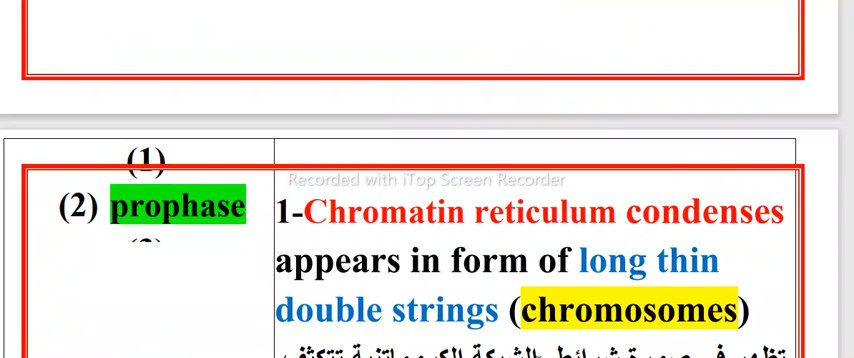 (1)
Recorded with iTop Screen Recorder
(2) prophase
1-Chromatin reticulum condenses
appears in form of long thin
double strings (chromosomes)